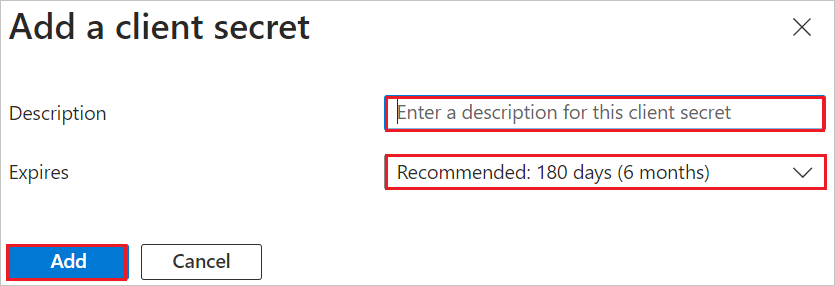 Add a client secret
Description
Enter a description for this client secret
Expires
Recommended: 180 days (6 months)
Add
Cancel